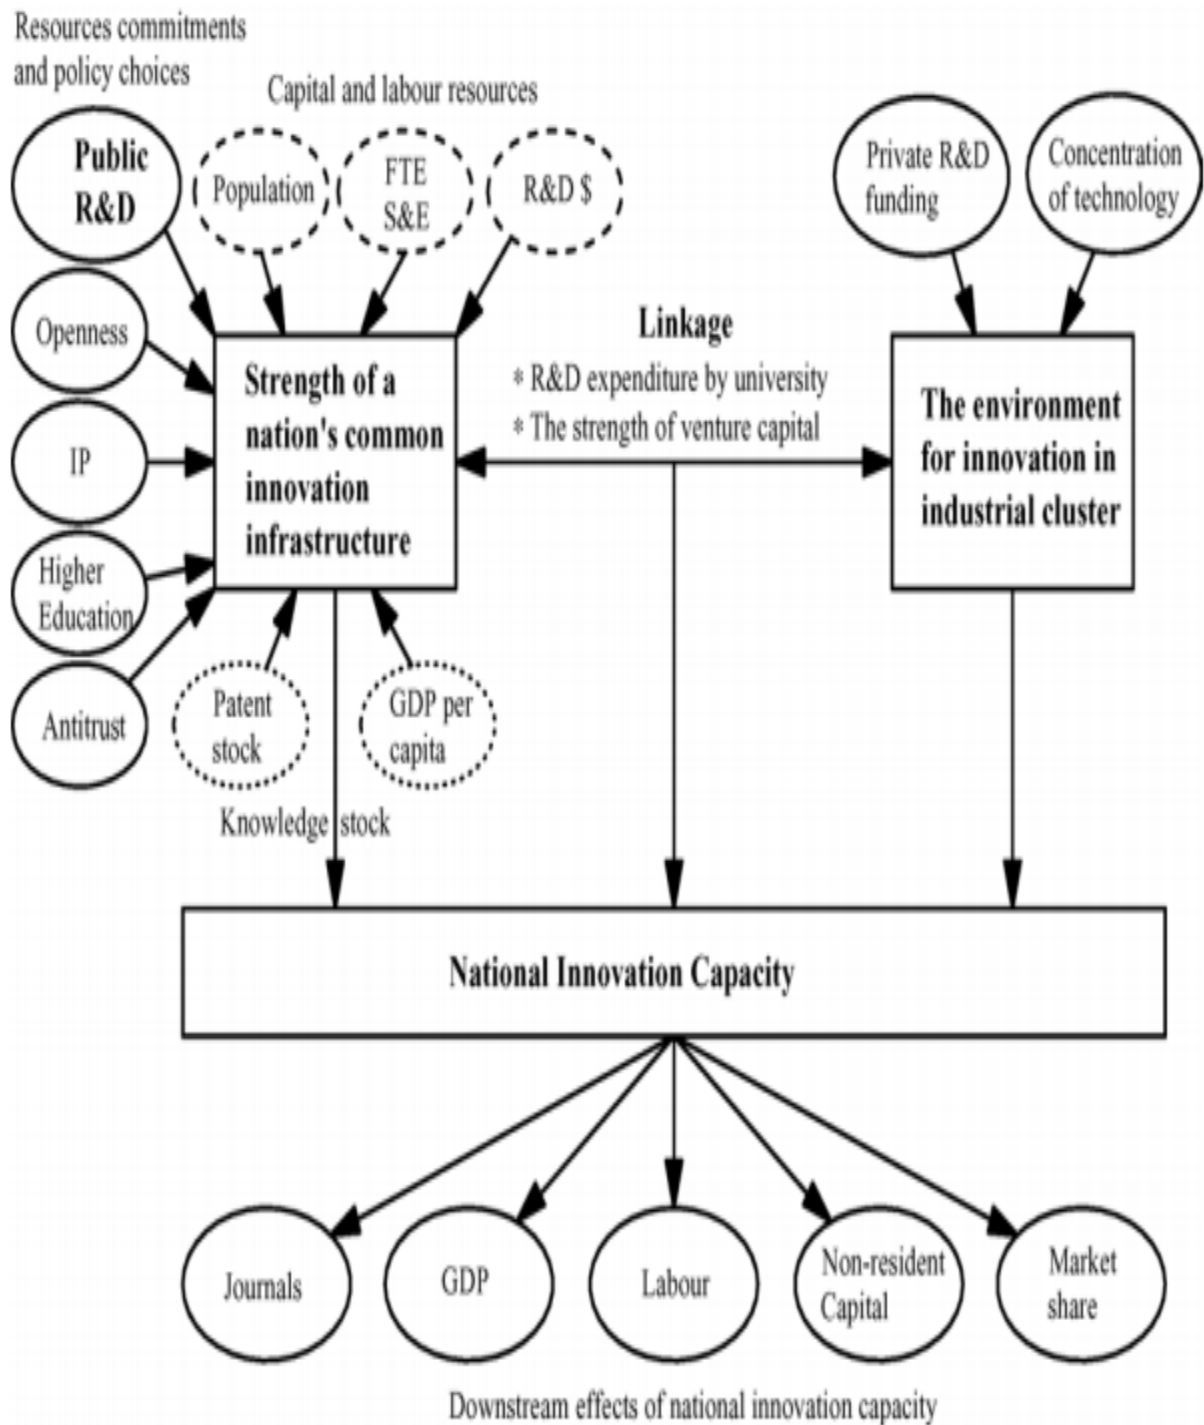 Resources commitments
and policy choices
Capital and labour resources
Public
R&D
Population
FTE
S&E
R&D $
Private R&D
funding
Concentration
of technology
Openness
IP
Higher
Education
Antitrust
Strength of a
nation's common
innovation
infrastructure
Linkage
* R&D expenditure by university
* The strength of venture capital
The environment
for innovation in
industrial cluster
Patent
stock
GDP per
capita
Knowledge stock
National Innovation Capacity
Journals
GDP
Labour
Non-resident
Capital
Market
share
Downstream effects of national innovation capacity